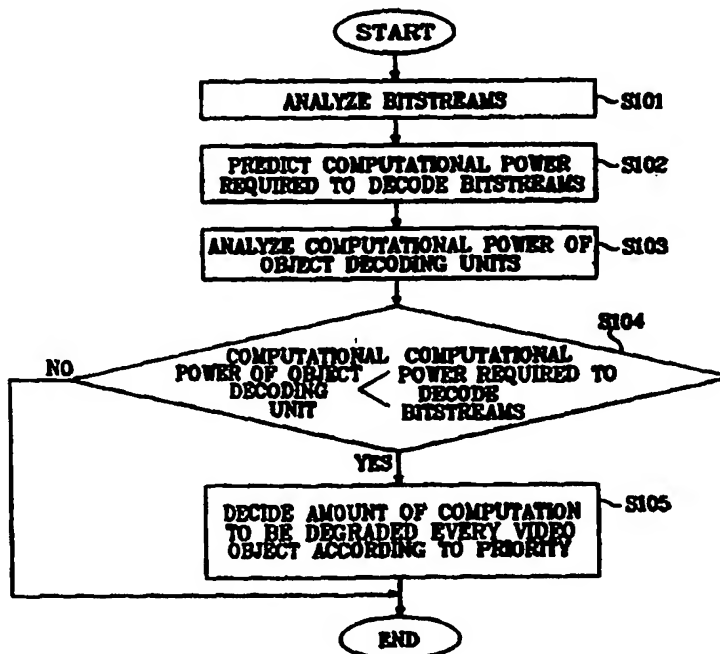 START
ANALYZE BITSTREAMS
S101
PREDICT COMPUTATIONAL POWER
REQUIRED TO DECODE BITSTREAMS
S102
ANALYZE COMPUTATIONAL POWER OF
OBJECT DECODING UNITS
S103
S104
NO
COMPUTATIONAL
POWER OF OBJECT
DECODING
UNIT
<
COMPUTATIONAL
POWER REQUIRED TO
DECODE
BITSTREAMS
YES
DECIDE AMOUNT OF COMPUTATION
TO BE DEGRADED EVERY VIDEO
OBJECT ACCORDING TO PRIORITY
S105
END